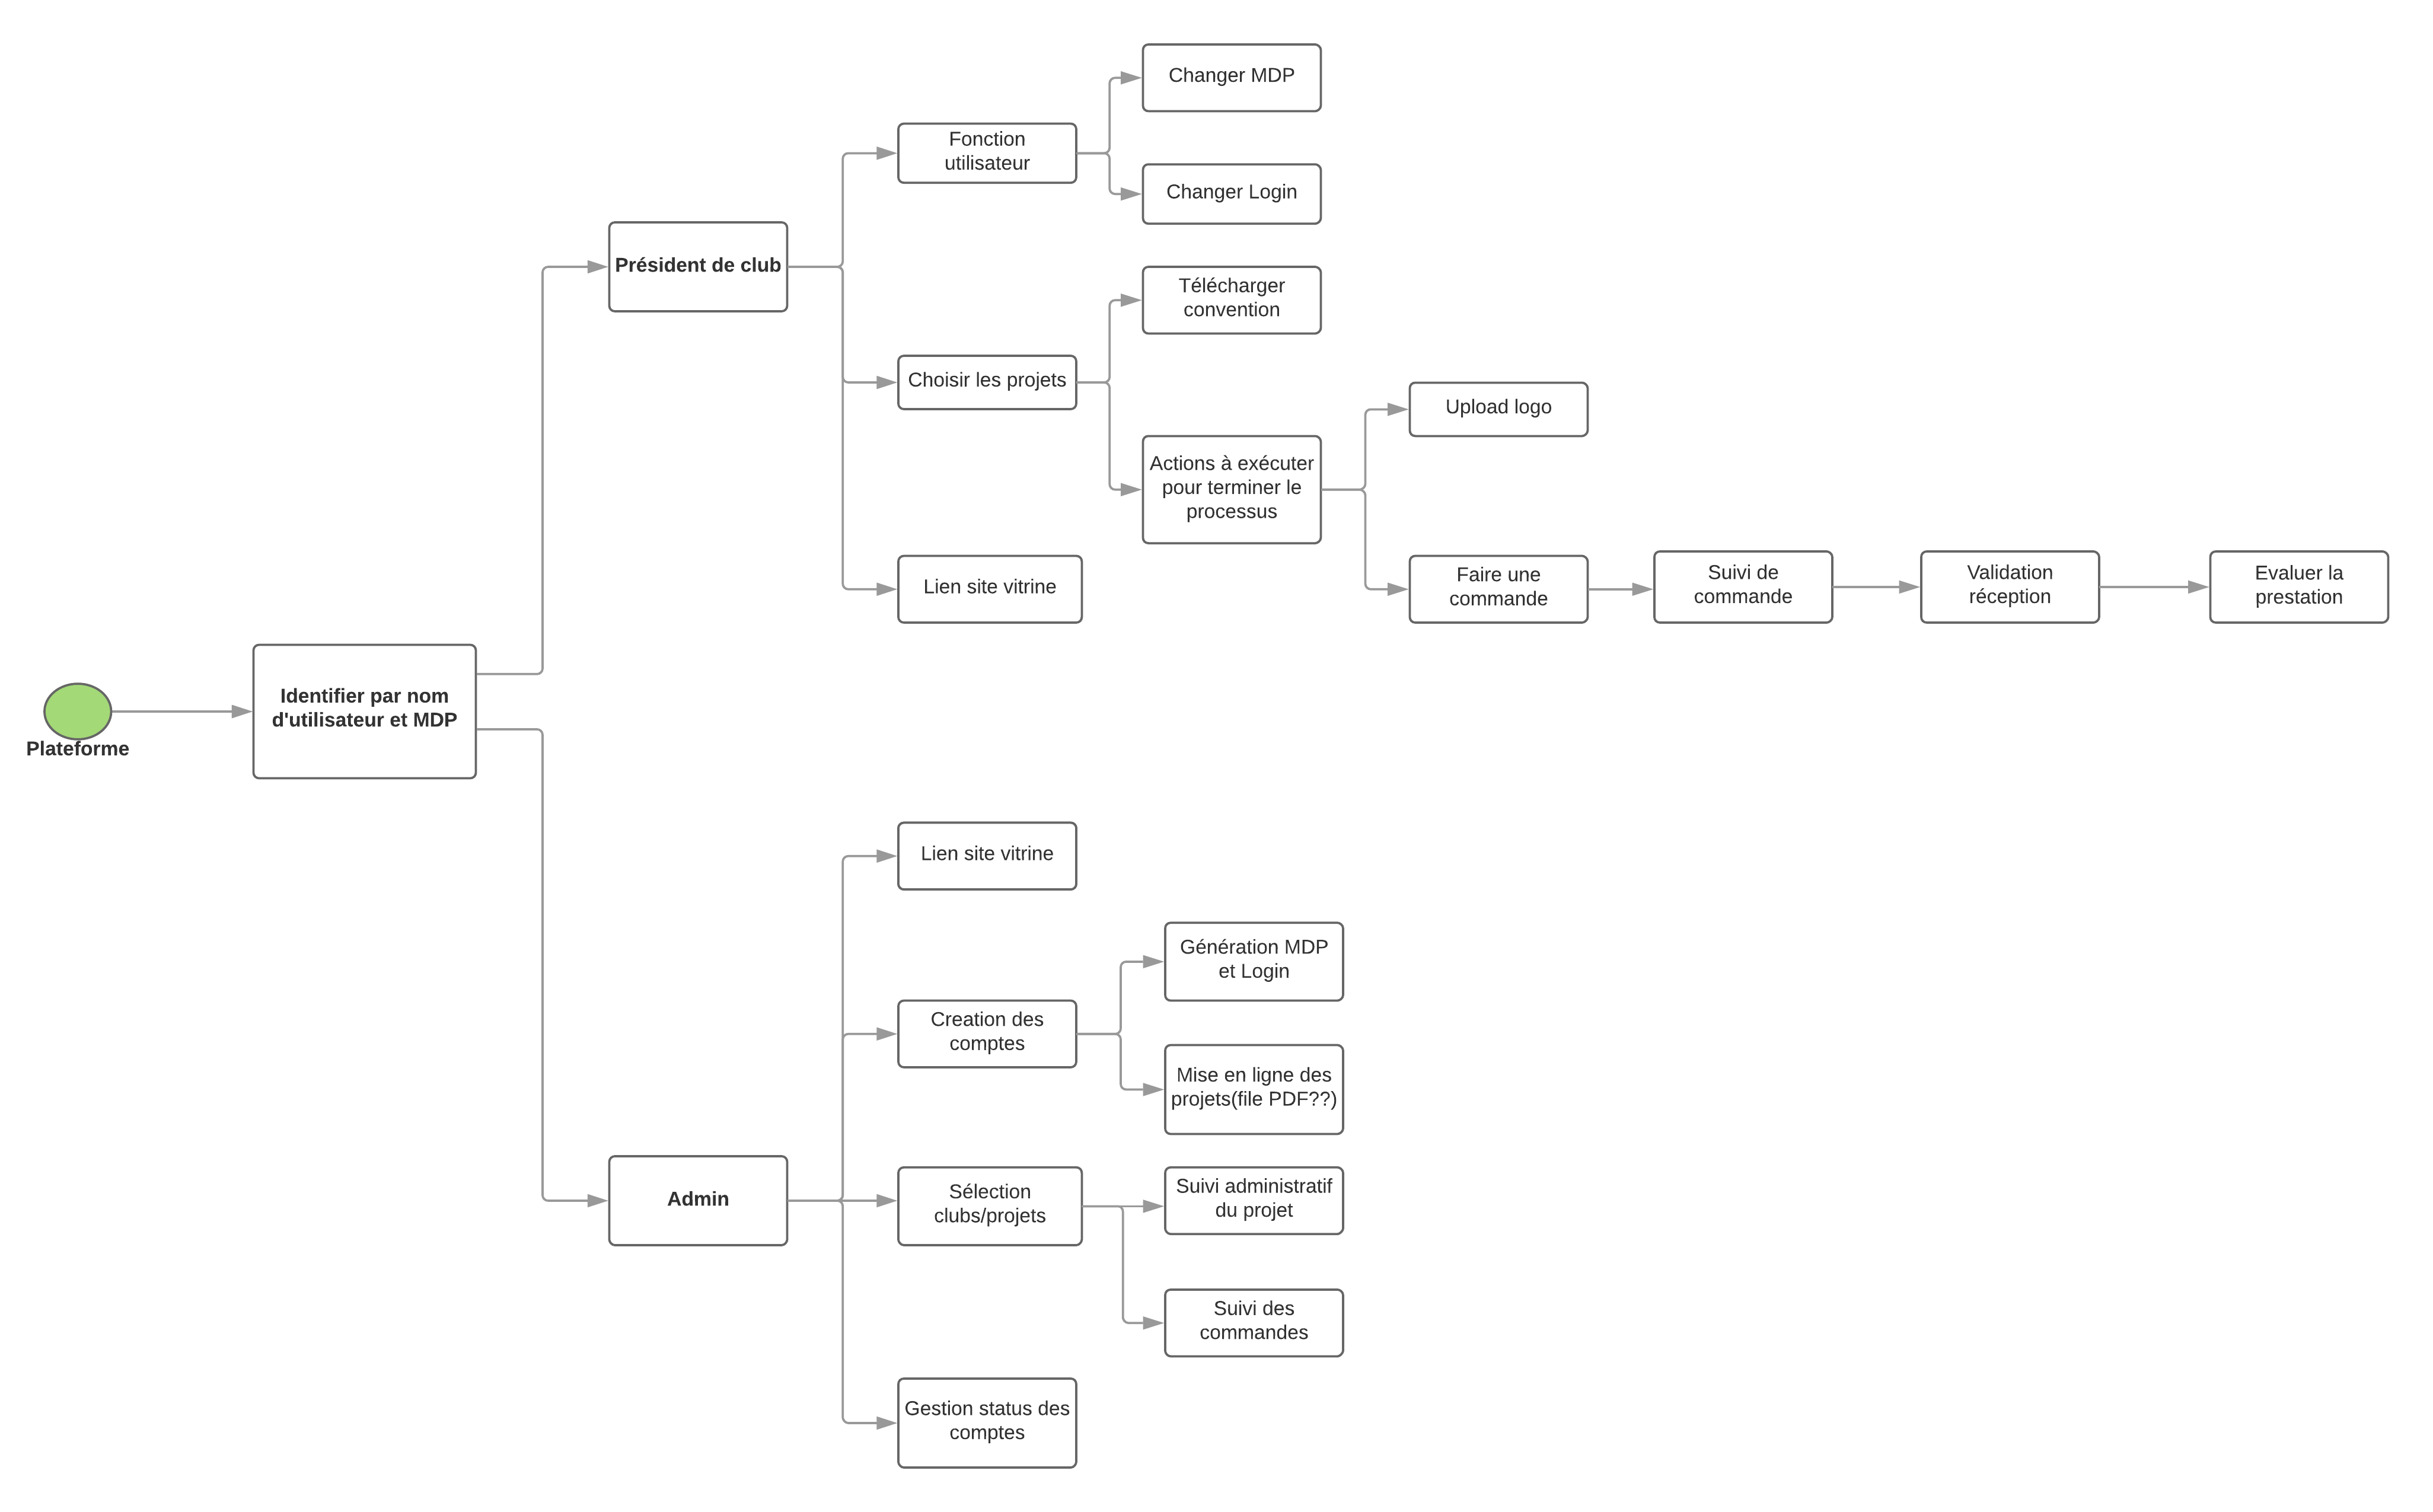 Changer MDP
Fonction
utilisateur
Changer Login
Président de club
Télécharger
convention
Choisir les projets
Upload logo
Actions à exécuter
pour terminer le
processus
Lien site vitrine
Faire une
commande
Suivi de
commande
Validation
réception
Evaluer la
prestation
Identifier par nom
d'utilisateur et MDP
Plateforme
Lien site vitrine
Génération MDP
et Login
Creation des
comptes
Mise en ligne des
projets(file PDF??)
Admin
Sélection
clubs/projets
Suivi administratif
du projet
Suivi des
commandes
Gestion status des
comptes